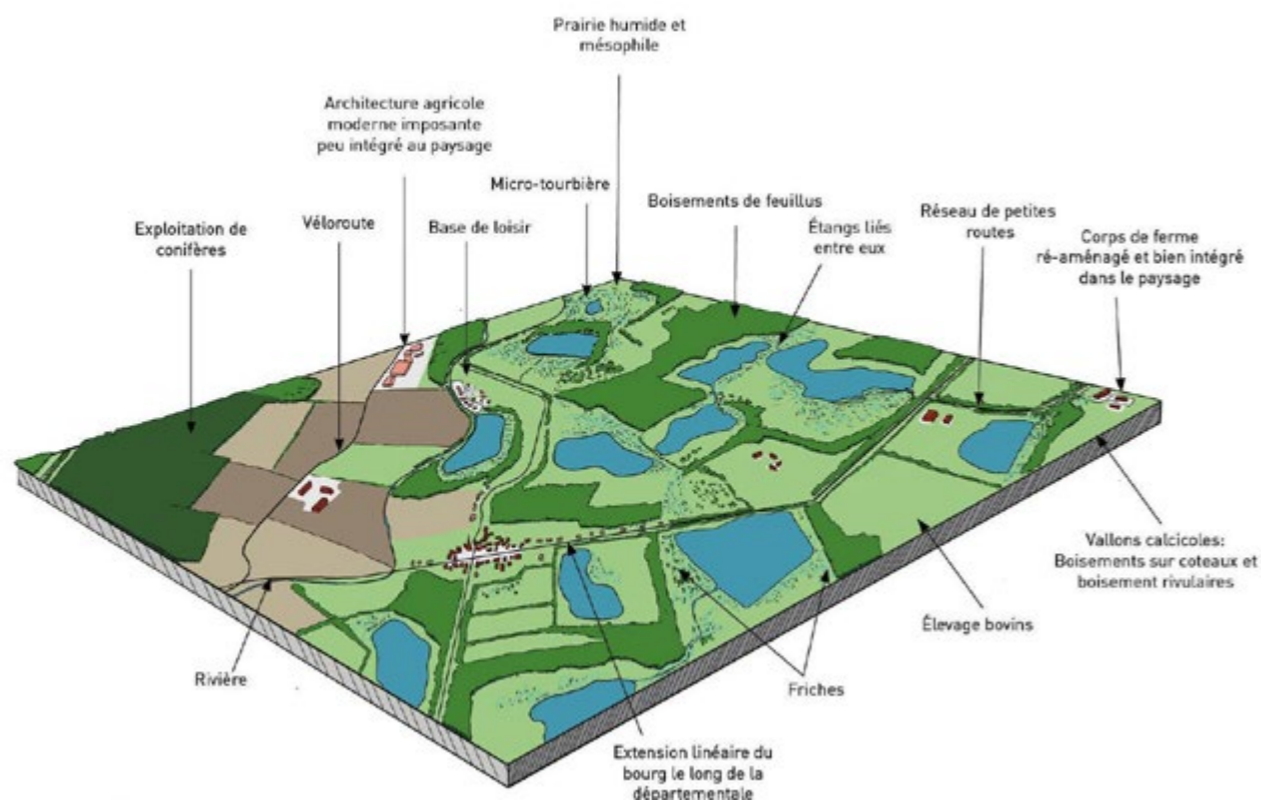 Prairie humide et
mésophile
Architecture agricole
moderne imposante
peu intégré au paysage
Micro-tourbière
Boisements de feuillus
Exploitation de
conifères
Véloroute
Base de loisir
Étangs liés
entre eux
Réseau de petites
routes
Corps de ferme
ré-aménagé et bien intégré
dans le paysage
Vallons calcicoles:
Boisements sur coteaux et
boisement rivulaires
Élevage bovins
Rivière
Friches
Extension linéaire du
bourg le long de la
départementale